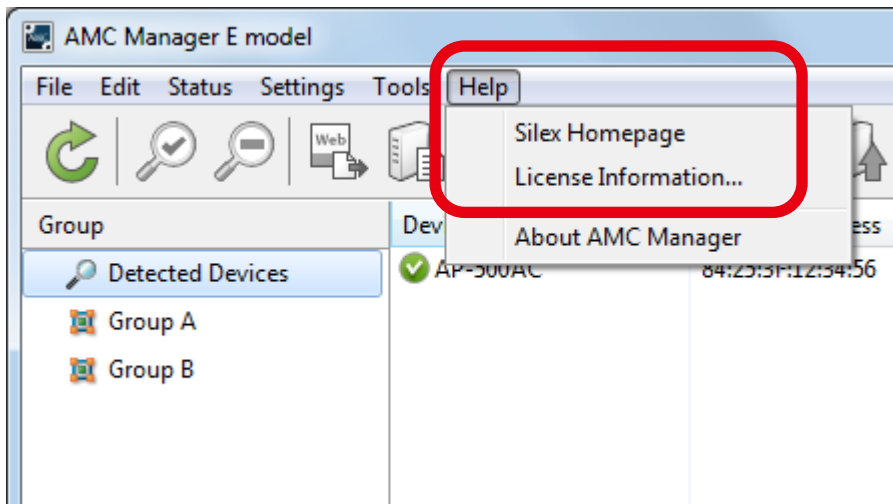 AMC Manager E model
File Edit Status Settings Tools Help
Web
Silex Homepage
License Information...
About AMC Manager
Group Dev ess
Detected Devices AP-500AC 84:25:3F:12:34:56
Group A
Group B